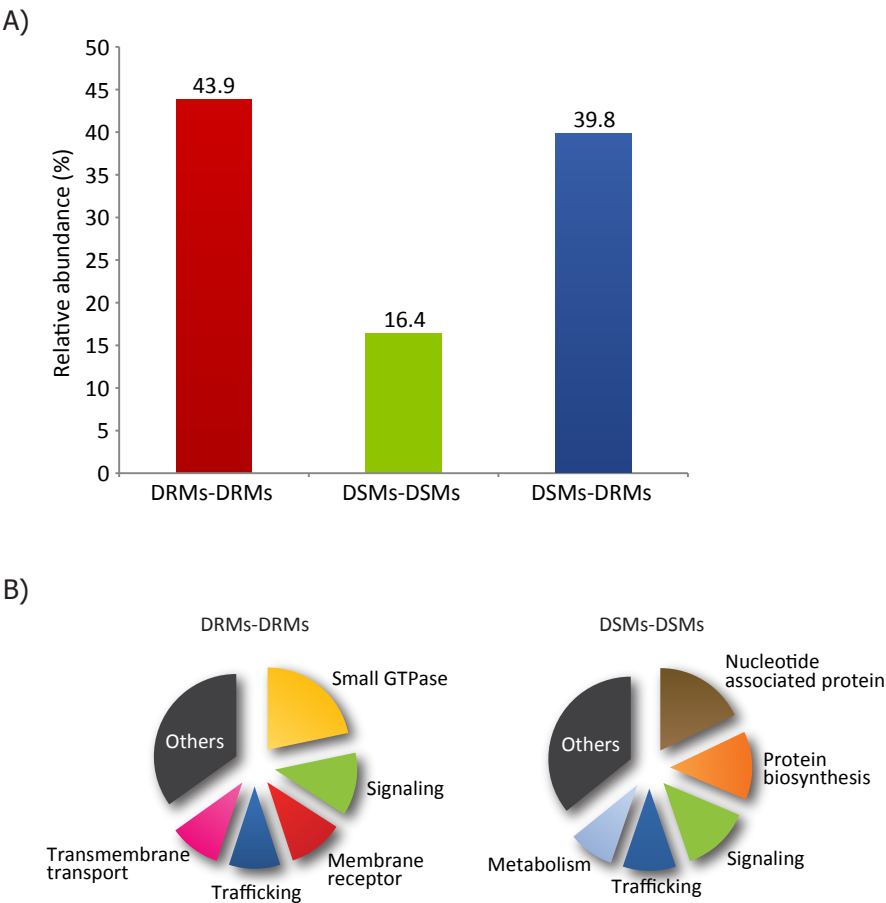 A)
50
45
40
35
30
25
20
15
10
5
0
Relative abundance (%)
43.9
16.4
39.8
DRMs-DRMs
DSMs-DSMs
DSMs-DRMs
B)
DRMs-DRMs
Small GTPase
Signaling
Membrane
receptor
Trafficking
Transmembrane
transport
Others
DSMs-DSMs
Nucleotide
associated protein
Protein
biosynthesis
Signaling
Trafficking
Metabolism
Others